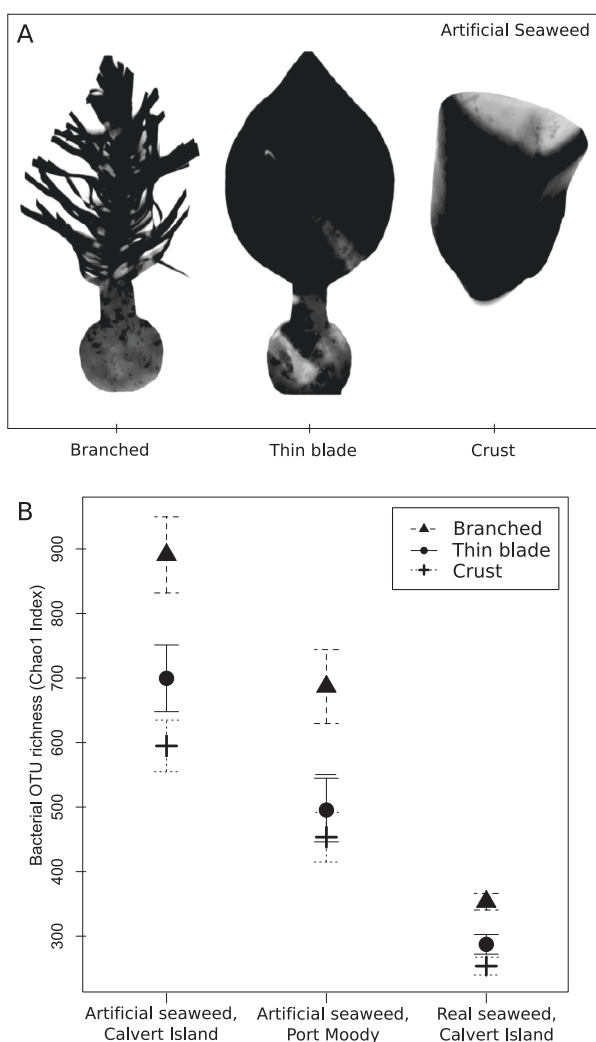 A
Artificial Seaweed
Branched
Thin blade
Crust
B
Bacterial OTU richness (Chao1 Index)
900
800
700
600
500
400
300
Branched
Thin blade
Crust
Artificial seaweed,
Calvert Island
Artificial seaweed,
Port Moody
Real seaweed,
Calvert Island